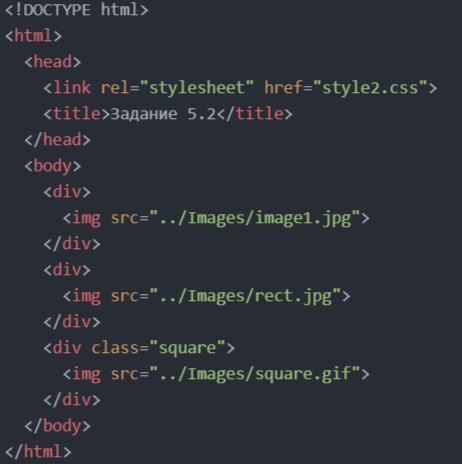 <!DOCTYPE html>
<html>
<head>
<link rel="stylesheet" href="style2.css">
<title>Задание 5.2</title>
</head>
<body>
<div>
<img src="../Images/image1.jpg">
</div>
<div>
<img src="../Images/rect.jpg">
</div>
<div class="square">
<img src="../Images/square.gif">
</div>
</body>
</html>